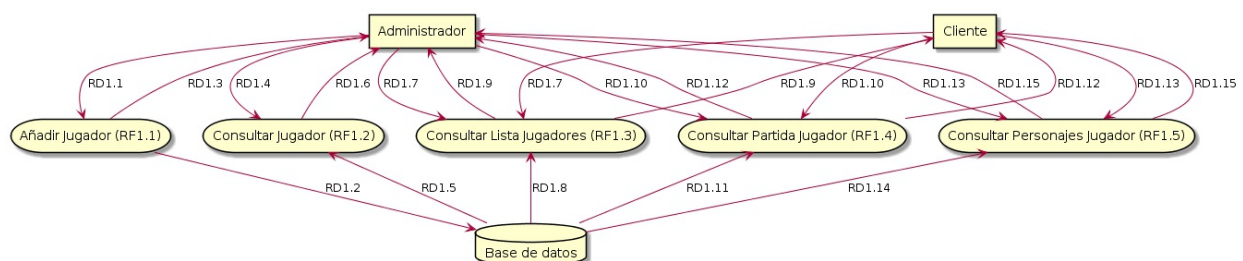 Administrador
Cliente
RD1.1
RD1.3
RD1.4
RD1.6
RD1.7
RD1.9
RD1.10
RD1.7
RD1.12
RD1.9
RD1.10
RD1.13
RD1.12
RD1.15
RD1.13
RD1.15
Añadir Jugador (RF1.1)
Consultar Jugador (RF1.2)
Consultar Lista Jugadores (RF1.3)
Consultar Partida Jugador (RF1.4)
Consultar Personajes Jugador (RF1.5)
RD1.2
RD1.5
RD1.8
RD1.11
RD1.14
Base de datos